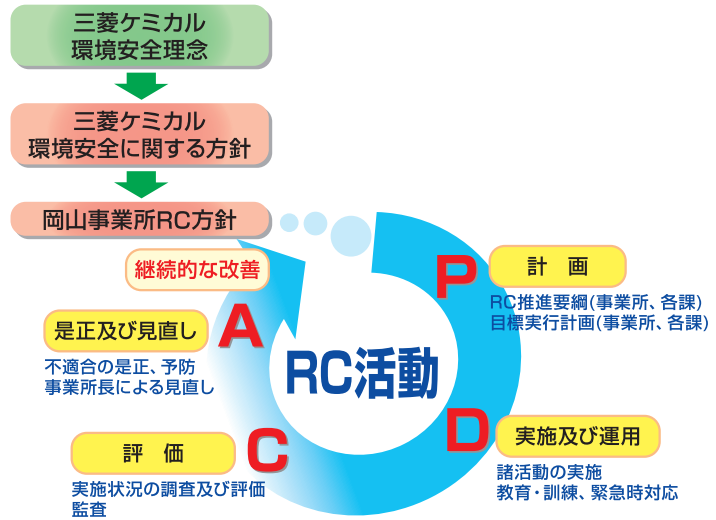 三菱ケミカル
環境安全理念
三菱ケミカル
環境安全に関する方針
岡山事業所RC方針
継続的な改善
P
計 画
RC推進要綱(事業所、各課)
目標実行計画(事業所、各課)
A
是正及び見直し
不適合の是正、予防
事業所長による見直し
RC活動
D
実施及び運用
諸活動の実施
教育・訓練、緊急時対応
C
評 価
実施状況の調査及び評価
監査